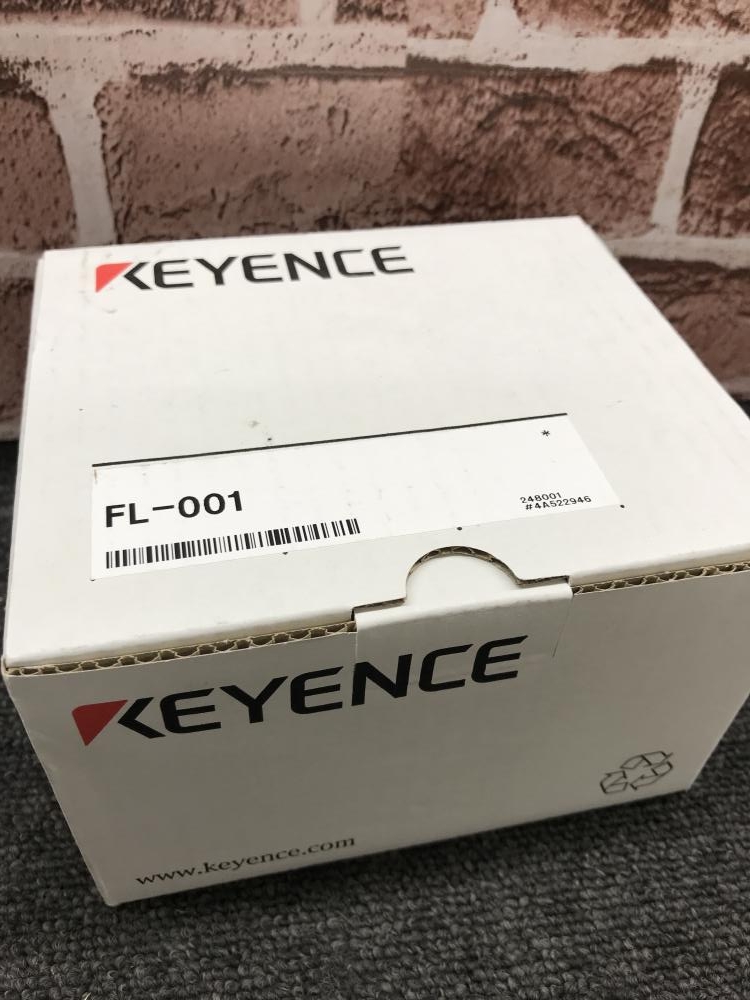 KEYENCE
*
FL-001
248001
#4A522946
KEYENCE
www.keyence.com